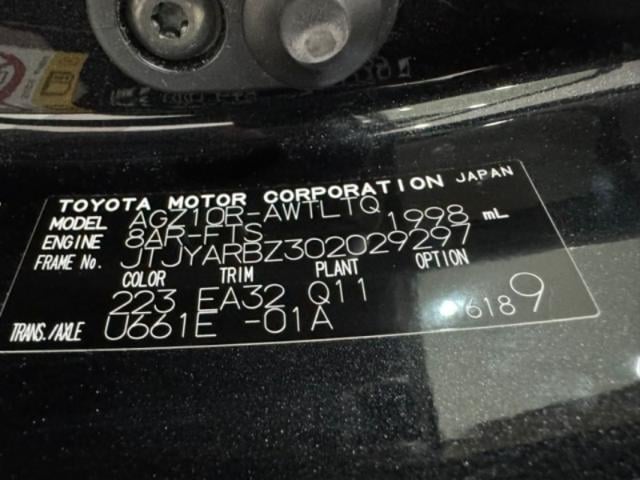 TOYOTA MOTOR CORPORATION JAPAN
MODEL AGZ10R-AWTLTQ
ENGINE 8AR-FTS 1998 mL
FRAME No. JTJYARBZ302029297
COLOR TRIM PLANT OPTION
223 EA32 Q11
TRANS./AXLE U661E -01A 6189